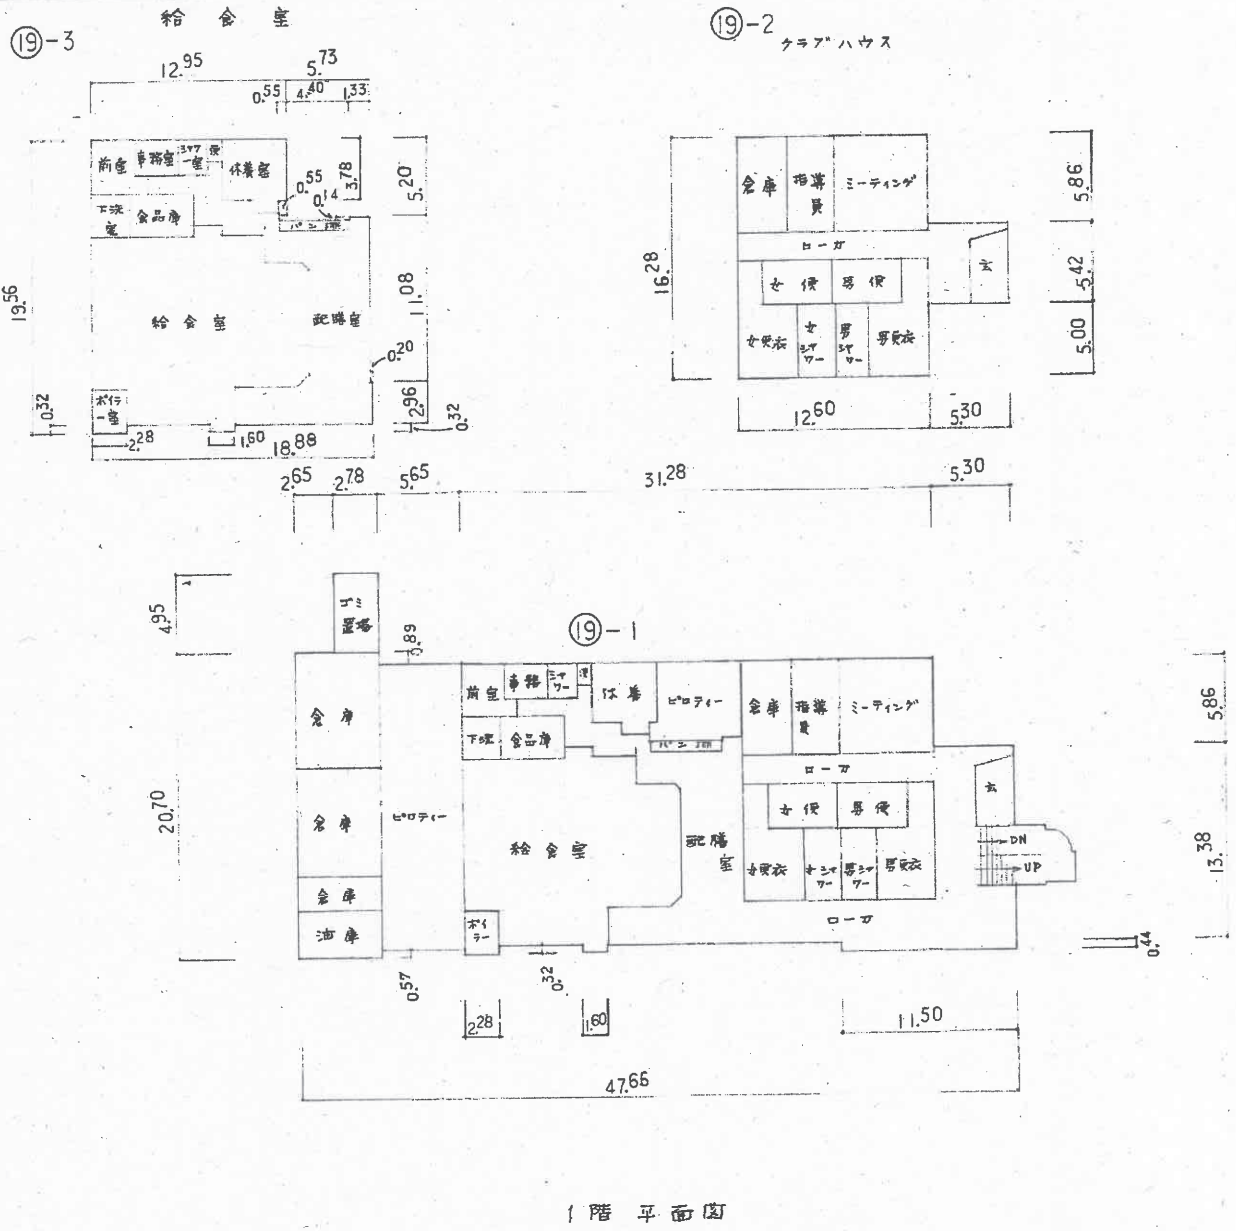 ⑲-3
給食室
12.95
5.73
0.55
4.40
1.33
前室
事務室
シャワー室
便
休養室
3.78
5.20
0.55
0.14
下洗室
食品庫
19.56
11.08
給食室
配膳室
0.20
ボイラー室
0.32
2.96
0.32
2.28
1.60
18.88
⑲-2
クラブハウス
倉庫
指導員
ミーティング
5.86
ローカ
16.28
5.42
玄
女便
男便
女更衣
女シャワー
男シャワー
男更衣
5.00
12.60
5.30
2.65
2.78
5.65
31.28
5.30
⑲-1
4.95
ゴミ置場
0.89
倉庫
前室
事務
シャワー
便
休養
ピロティー
倉庫
指導員
ミーティング
5.86
下洗
食品庫
ローカ
玄
20.70
倉庫
ピロティー
給食室
配膳室
女便
男便
DN
UP
13.38
女更衣
女シャワー
男シャワー
男更衣
倉庫
油庫
ボイラー
ローカ
0.44
0.57
0.32
2.28
1.60
11.50
47.66
1階 平面図